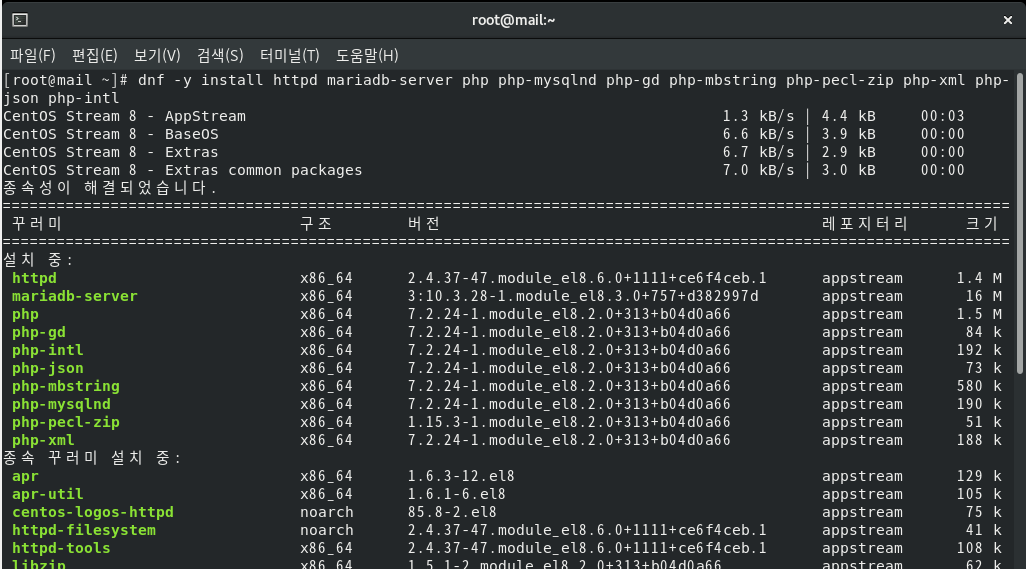 root@mail:~
파일(F) 편집(E) 보기(V) 검색(S) 터미널(T) 도움말(H)
[root@mail ~]# dnf -y install httpd mariadb-server php php-mysqlnd php-gd php-mbstring php-pecl-zip php-xml php-
json php-intl
CentOS Stream 8 - AppStream 1.3 kB/s | 4.4 kB 00:03
CentOS Stream 8 - BaseOS 6.6 kB/s | 3.9 kB 00:00
CentOS Stream 8 - Extras 6.7 kB/s | 2.9 kB 00:00
CentOS Stream 8 - Extras common packages 7.0 kB/s | 3.0 kB 00:00
종속성이 해결되었습니다.
================================================================================================================
꾸러미 구조 버전 레포지터리 크기
================================================================================================================
설치 중:
httpd x86_64 2.4.37-47.module_el8.6.0+1111+ce6f4ceb.1 appstream 1.4 M
mariadb-server x86_64 3:10.3.28-1.module_el8.3.0+757+d382997d appstream 16 M
php x86_64 7.2.24-1.module_el8.2.0+313+b04d0a66 appstream 1.5 M
php-gd x86_64 7.2.24-1.module_el8.2.0+313+b04d0a66 appstream 84 k
php-intl x86_64 7.2.24-1.module_el8.2.0+313+b04d0a66 appstream 192 k
php-json x86_64 7.2.24-1.module_el8.2.0+313+b04d0a66 appstream 73 k
php-mbstring x86_64 7.2.24-1.module_el8.2.0+313+b04d0a66 appstream 580 k
php-mysqlnd x86_64 7.2.24-1.module_el8.2.0+313+b04d0a66 appstream 190 k
php-pecl-zip x86_64 1.15.3-1.module_el8.2.0+313+b04d0a66 appstream 51 k
php-xml x86_64 7.2.24-1.module_el8.2.0+313+b04d0a66 appstream 188 k
종속 꾸러미 설치 중:
apr x86_64 1.6.3-12.el8 appstream 129 k
apr-util x86_64 1.6.1-6.el8 appstream 105 k
centos-logos-httpd noarch 85.8-2.el8 baseos 75 k
httpd-filesystem noarch 2.4.37-47.module_el8.6.0+1111+ce6f4ceb.1 appstream 41 k
httpd-tools x86_64 2.4.37-47.module_el8.6.0+1111+ce6f4ceb.1 appstream 108 k
libzip x86_64 1.5.1-2.module_el8.2.0+313+b04d0a66 appstream 62 k